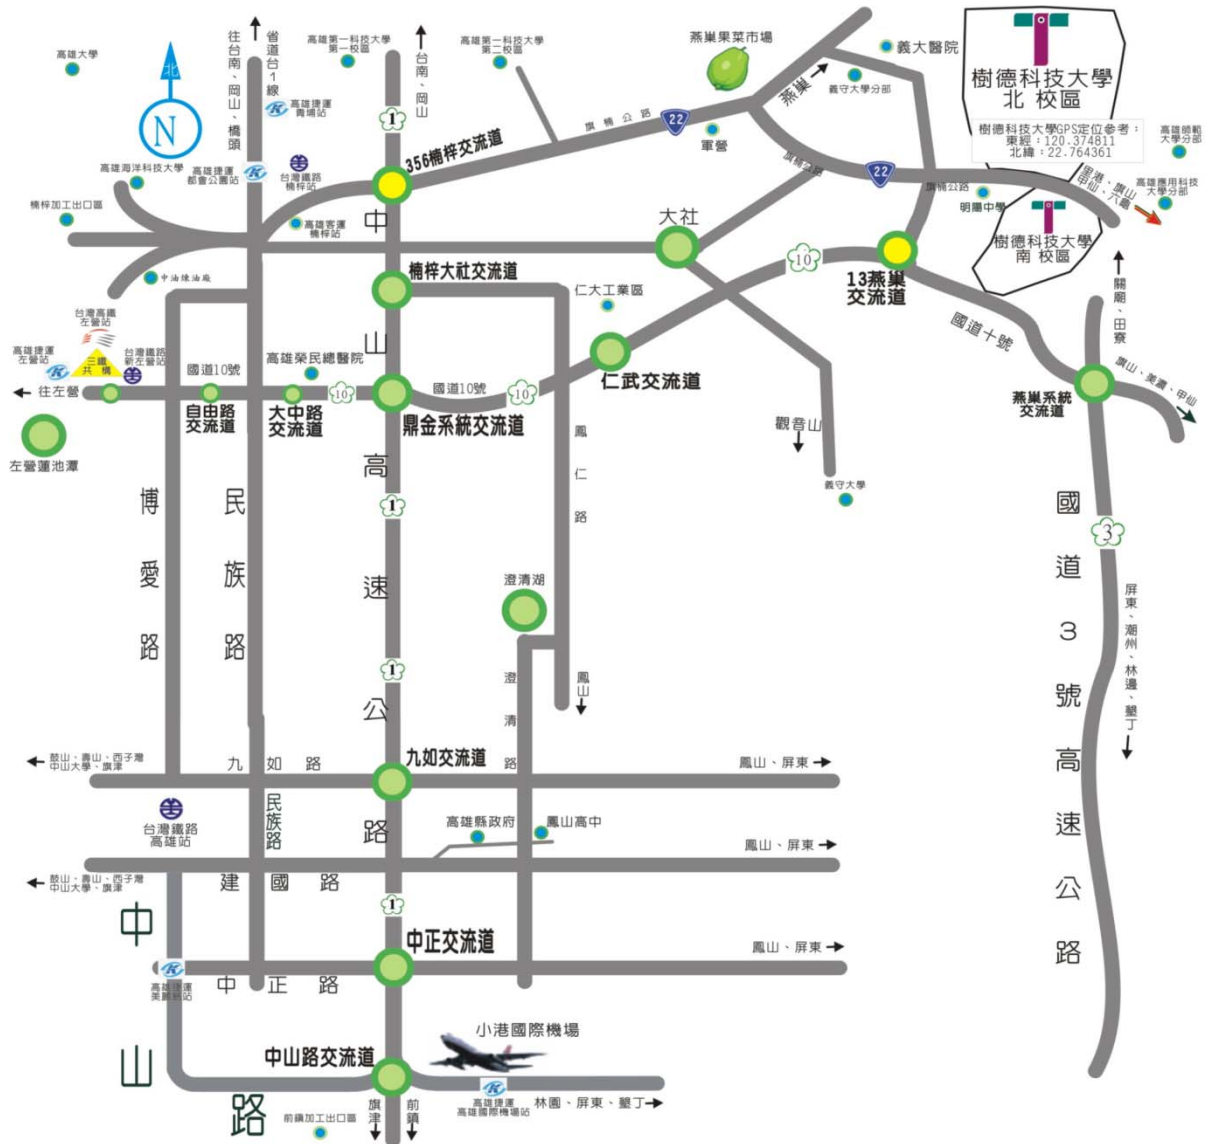 高雄大學
往台南、岡山、橋頭
省道台1線
高雄第一科技大學
第一校區
台南、岡山
高雄第一科技大學
第二校區
燕巢果菜市場
義大醫院
樹德科技大學
北 校區
樹德科技大學GPS定位參考：
東經：120.374811
北緯：22.764361
北
N
高雄捷運
青埔站
1
燕巢
義守大學分部
旗楠公路
22
軍營
高雄師範
大學分部
高雄海洋科技大學
高雄捷運
都會公園站
台灣鐵路
楠梓站
356楠梓交流道
旗楠公路
22
旗楠公路
明陽中學
里港、旗山
甲仙、六龜
高雄應用科技
大學分部
楠梓加工出口區
高雄客運
楠梓站
中
大社
樹德科技大學
南 校區
中油煉油廠
楠梓大社交流道
仁大工業區
10
13燕巢
交流道
關廟、田寮
台灣高鐵
左營站
高雄捷運
左營站
三鐵
共構
台灣鐵路
新左營站
山
國道十號
國道10號
高雄榮民總醫院
仁武交流道
往左營
自由路
交流道
大中路
交流道
10
國道10號
10
鼎金系統交流道
燕巢系統
交流道
旗山、美濃、甲仙
左營蓮池潭
鳳仁路
觀音山
高
義守大學
博愛路
民族路
1
國道3號高速公路
3
速
澄清湖
屏東、潮州、林邊、墾丁
1
澄清路
鳳山
公
鼓山、壽山、西子灣
中山大學、旗津
九如路
九如交流道
鳳山、屏東
台灣鐵路
高雄站
民族路
路
高雄縣政府
鳳山高中
鳳山、屏東
鼓山、壽山、西子灣
中山大學、旗津
建國路
1
中
中正交流道
鳳山、屏東
高雄捷運
美麗島站
中正路
山
中山路交流道
小港國際機場
路
前鎮加工出口區
旗津
前鎮
高雄捷運
高雄國際機場站
林園、屏東、墾丁